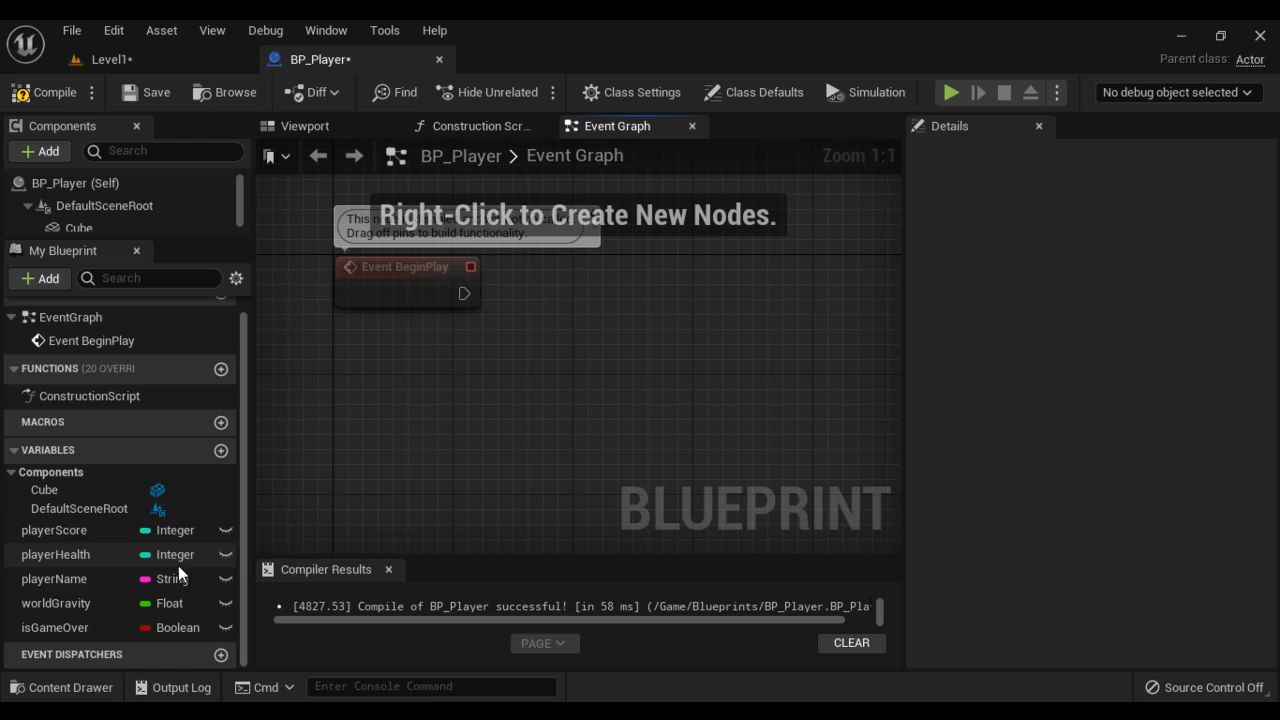 File Edit Asset View Window Debug Tools Help
Level1*
BP_Player*
Parent class: Actor
Compile Save Browse Diff Find Hide Unrelated Class Settings Class Defaults Simulation No debug object selected
Components
Viewport
Construction Scr...
Event Graph
Details
Add
Search
BP_Player > Event Graph
Zoom 1:1
BP_Player (Self)
DefaultSceneRoot
Cube
Right-Click to Create New Nodes.
This
Drag off pins to build functionality.
My Blueprint
Add
Search
Event BeginPlay
EventGraph
Event BeginPlay
FUNCTIONS (20 OVERRI
ConstructionScript
MACROS
VARIABLES
Components
Cube
DefaultSceneRoot
playerScore Integer
playerHealth Integer
playerName String
worldGravity Float
isGameOver Boolean
EVENT DISPATCHERS
BLUEPRINT
Compiler Results
[4827.53] Compile of BP_Player successful! [in 58 ms] (/Game/Blueprints/BP_Player.BP_Pla
PAGE
CLEAR
Content Drawer Output Log Cmd Enter Console Command Source Control Off